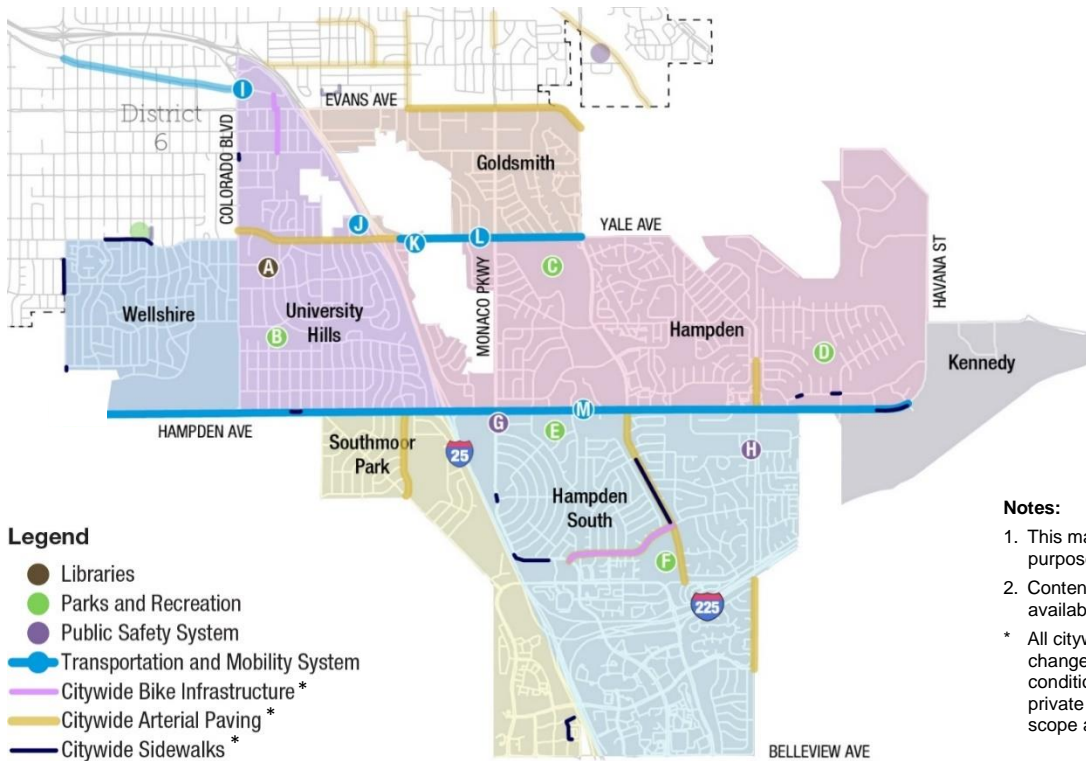 District
6
COLORADO BLVD
EVANS AVE
Goldsmith
YALE AVE
MONACO PKWY
HAVANA ST
I
J
K
L
A
B
C
D
Wellshire
University
Hills
Hampden
Kennedy
HAMPDEN AVE
M
G
E
H
Southmoor
Park
25
Hampden
South
F
225
BELLEVIEW AVE
Legend
Libraries
Parks and Recreation
Public Safety System
Transportation and Mobility System
Citywide Bike Infrastructure *
Citywide Arterial Paving *
Citywide Sidewalks *
Notes:
1. This ma
purpos
2. Conten
availab
* All cityw
change
conditio
private
scope a